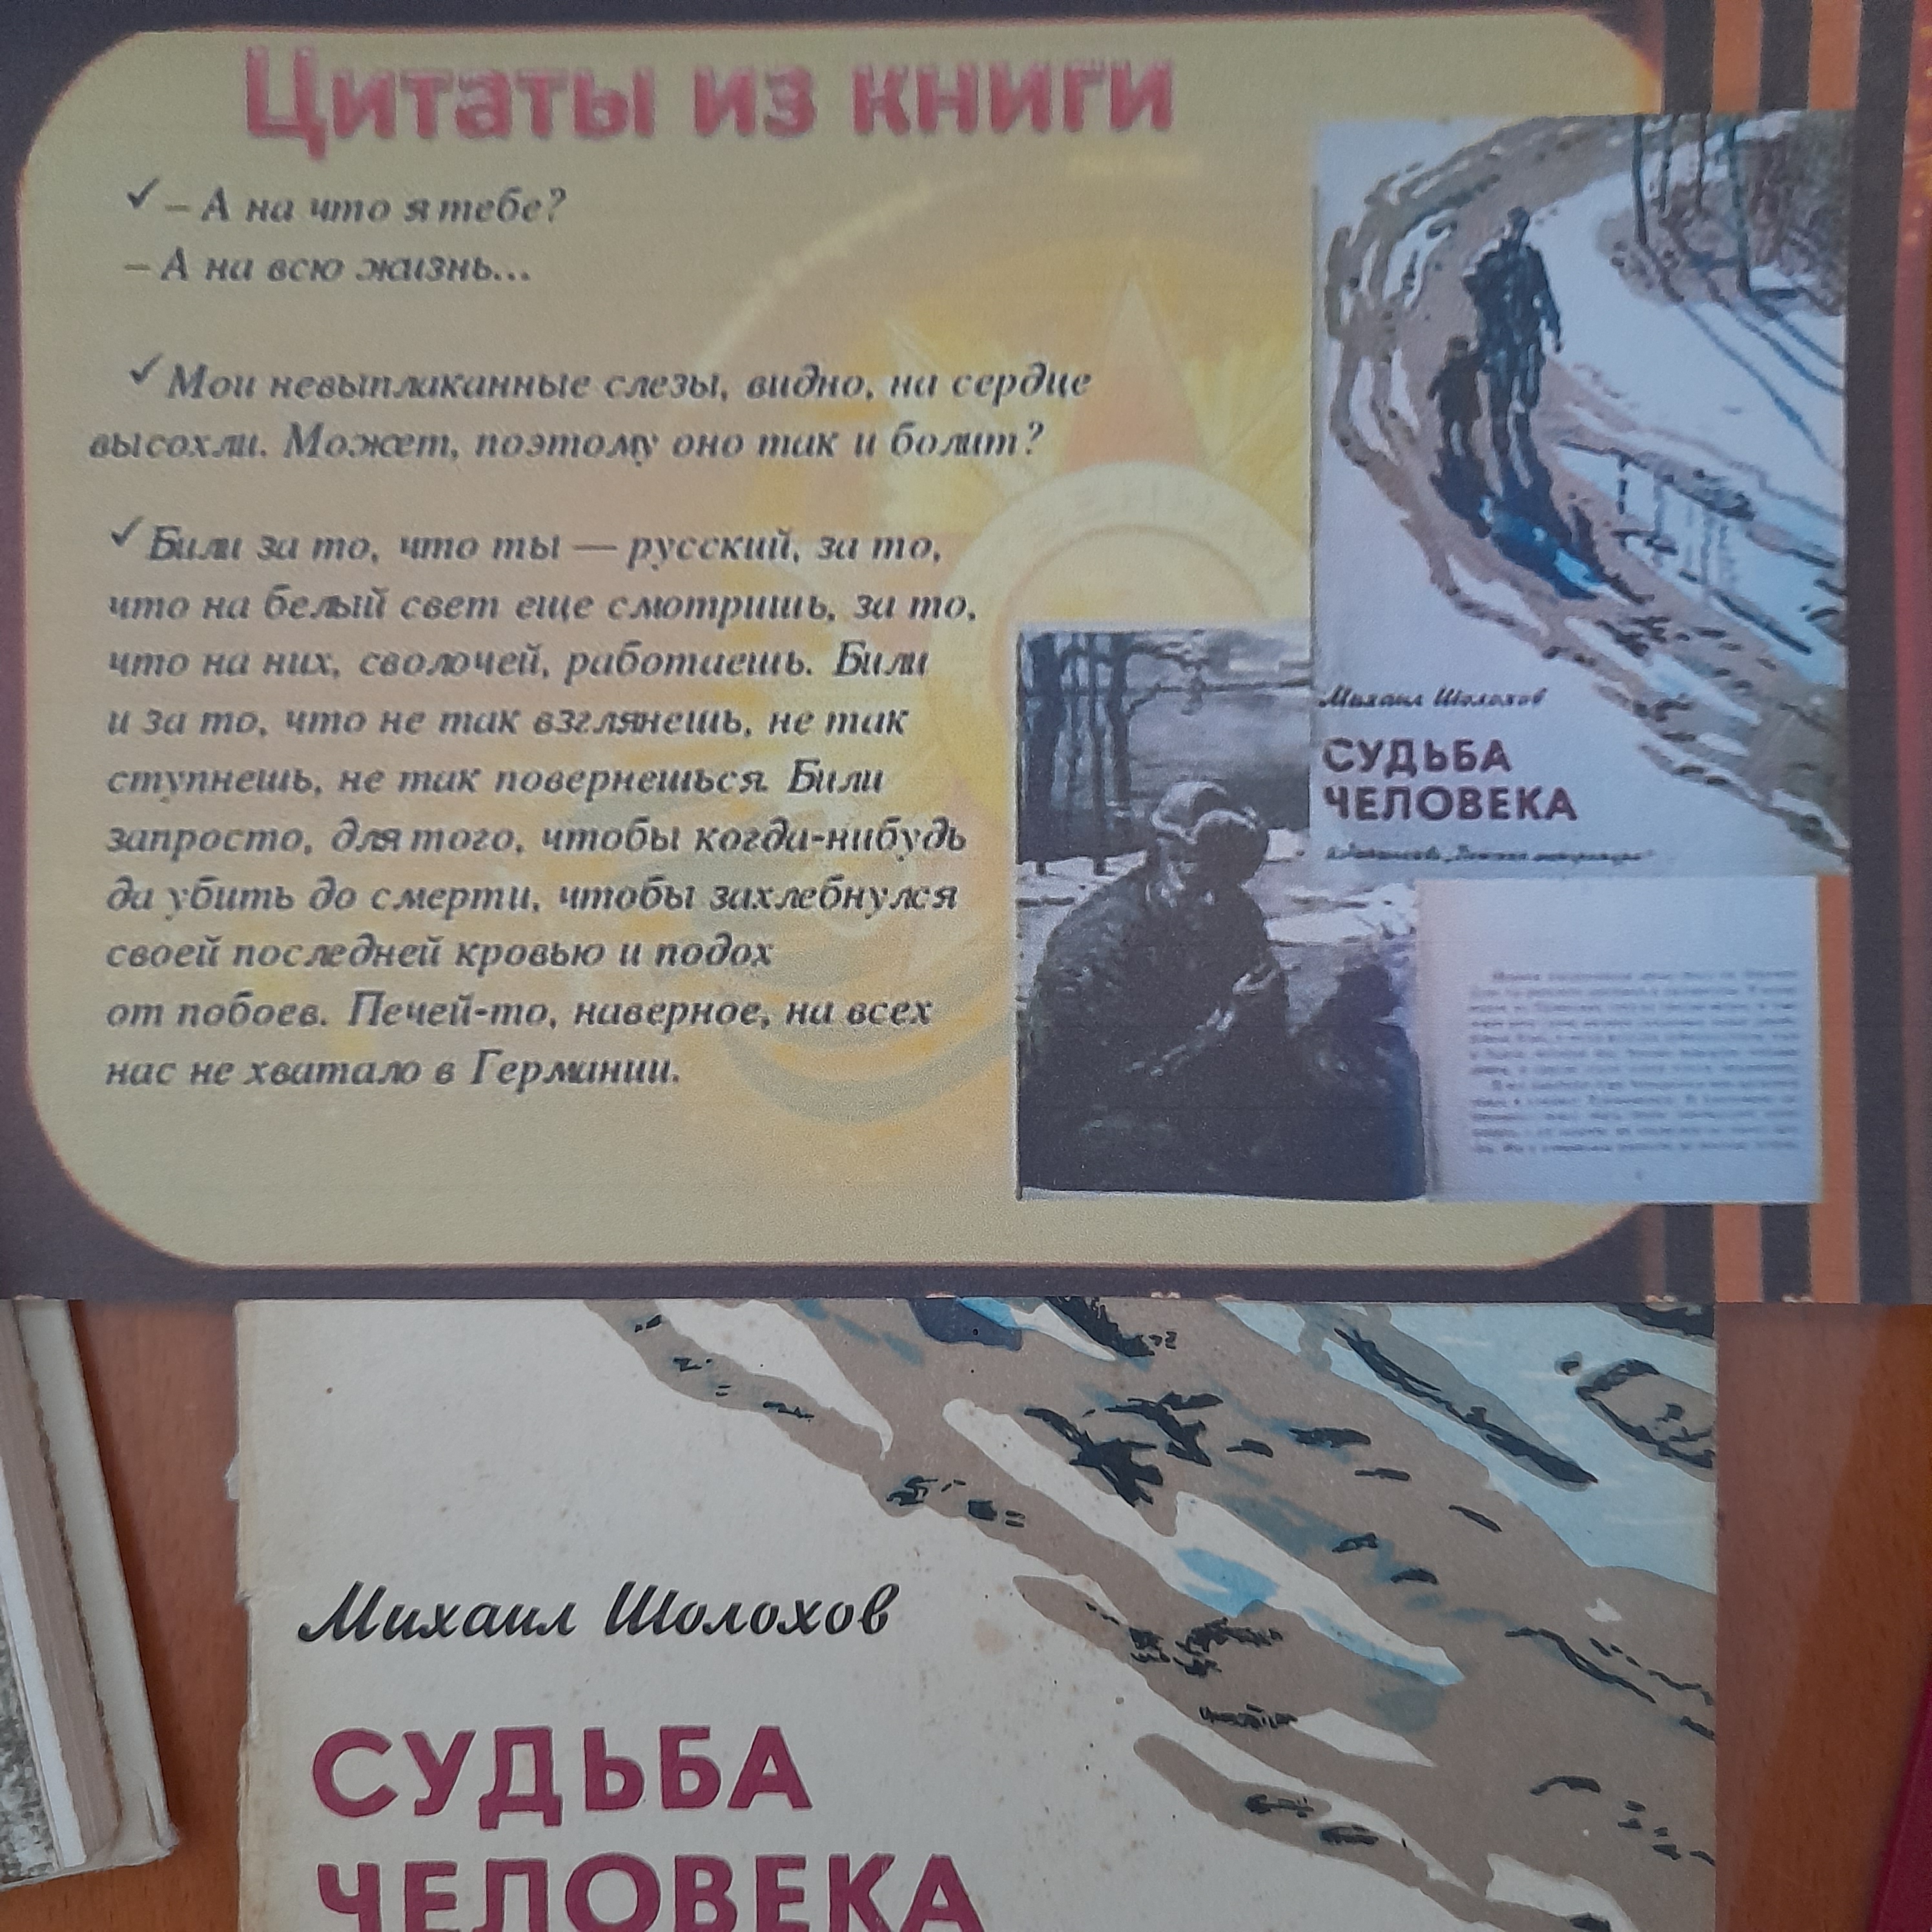 Цитаты из книги
– А на что я тебе?
– А на всю жизнь...
Мои невыплаканные слезы, видно, на сердце
высохли. Может, поэтому оно так и болит?
Били за то, что ты — русский, за то,
что на белый свет еще смотришь, за то,
что на них, сволочей, работаешь. Били
и за то, что не так взглянешь, не так
ступнешь, не так повернешься. Били
запросто, для того, чтобы когда-нибудь
да убить до смерти, чтобы захлебнулся
своей последней кровью и подох
от побоев. Печей-то, наверное, на всех
нас не хватало в Германии.
Михаил Шолохов
СУДЬБА
ЧЕЛОВЕКА
Михаил Шолохов
СУДЬБА
ЧЕЛОВЕКА